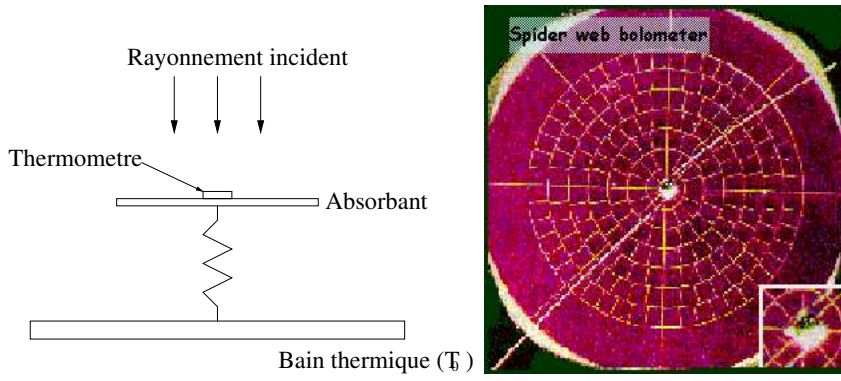 Rayonnement incident
Thermometre
Absorbant
Bain thermique (T₀ )
Spider web bolometer